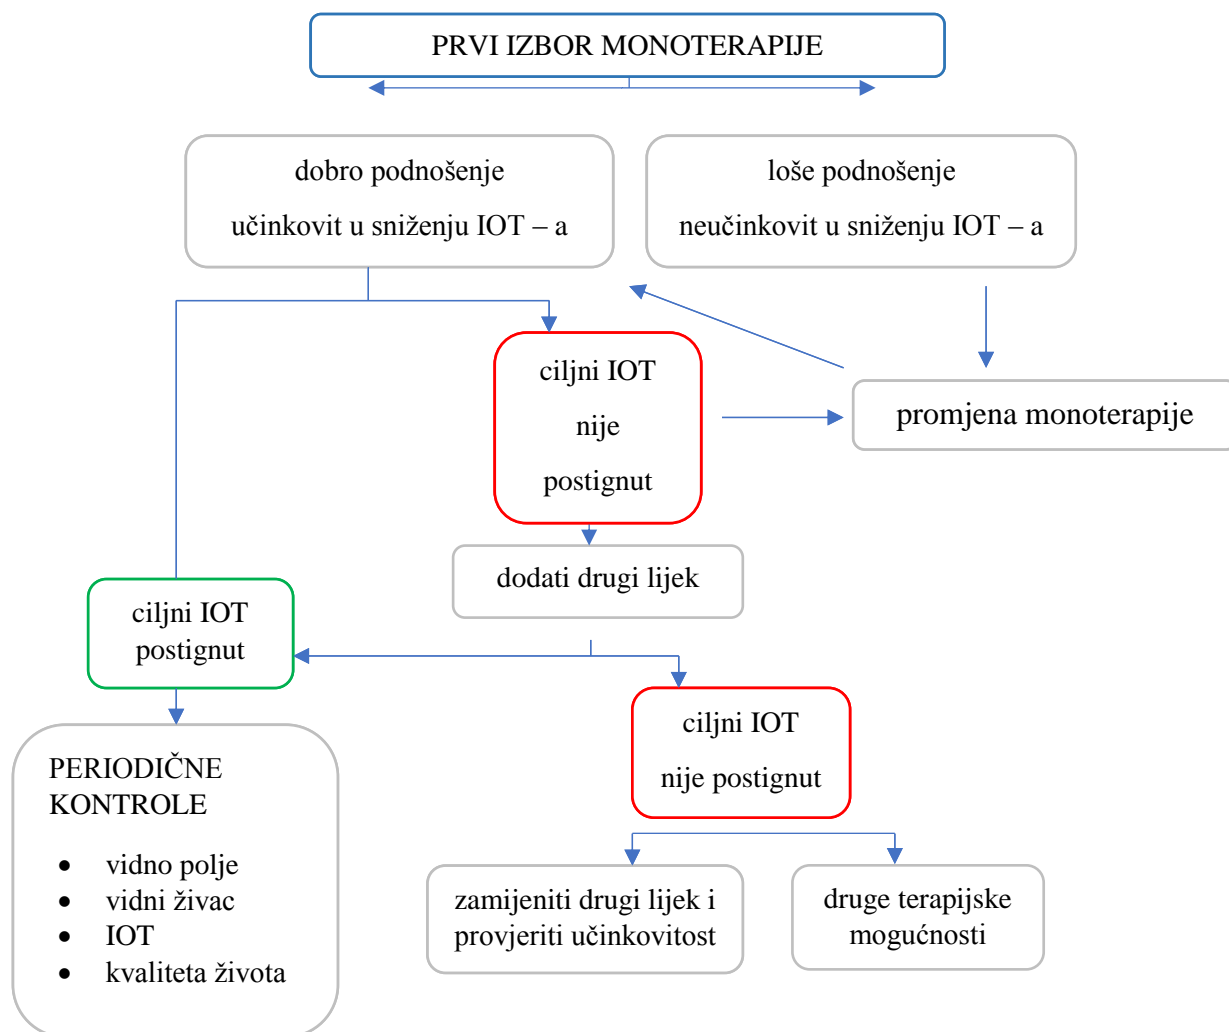 PRVI IZBOR MONOTERAPIJE
dobro podnošenje
učinkovit u sniženju IOT – a
loše podnošenje
neučinkovit u sniženju IOT – a
ciljni IOT
nije
postignut
promjena monoterapije
dodati drugi lijek
ciljni IOT
postignut
ciljni IOT
nije postignut
PERIODIČNE
KONTROLE
• vidno polje
• vidni živac
• IOT
• kvaliteta života
zamijeniti drugi lijek i
provjeriti učinkovitost
druge terapijske
mogućnosti